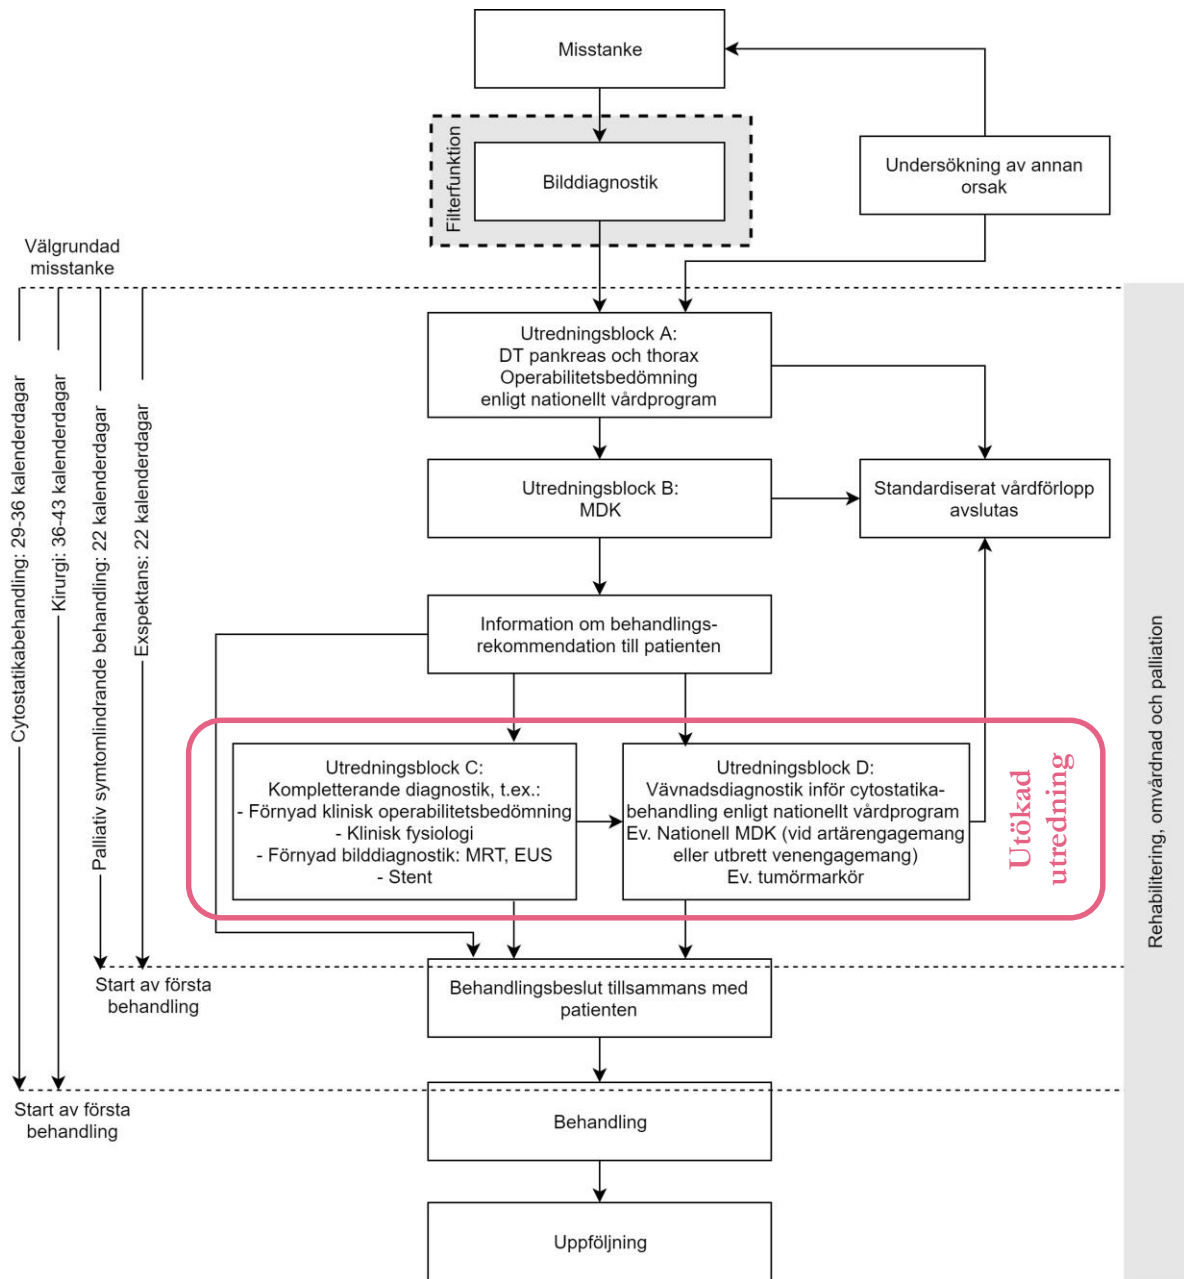 Misstanke
Filterfunktion
Bilddiagnostik
Undersökning av annan
orsak
Välgrundad
misstanke
Cytostatikabehandling: 29-36 kalenderdagar
Kirurgi: 36-43 kalenderdagar
Palliativ symtomlindrande behandling: 22 kalenderdagar
Exspektans: 22 kalenderdagar
Utredningsblock A:
DT pankreas och thorax
Operabilitetsbedömning
enligt nationellt vårdprogram
Utredningsblock B:
MDK
Standardiserat vårdförlopp
avslutas
Information om behandlings-
rekommendation till patienten
Utredningsblock C:
Kompletterande diagnostik, t.ex.:
- Förnyad klinisk operabilitetsbedömning
- Klinisk fysiologi
- Förnyad bilddiagnostik: MRT, EUS
- Stent
Utredningsblock D:
Vävnadsdiagnostik inför cytostatika-
behandling enligt nationellt vårdprogram
Ev. Nationell MDK (vid artärengagemang
eller utbrett venengagemang)
Ev. tumörmarkör
Utökad
utredning
Rehabilitering, omvårdnad och palliation
Start av första
behandling
Behandlingsbeslut tillsammans med
patienten
Start av första
behandling
Behandling
Uppföljning